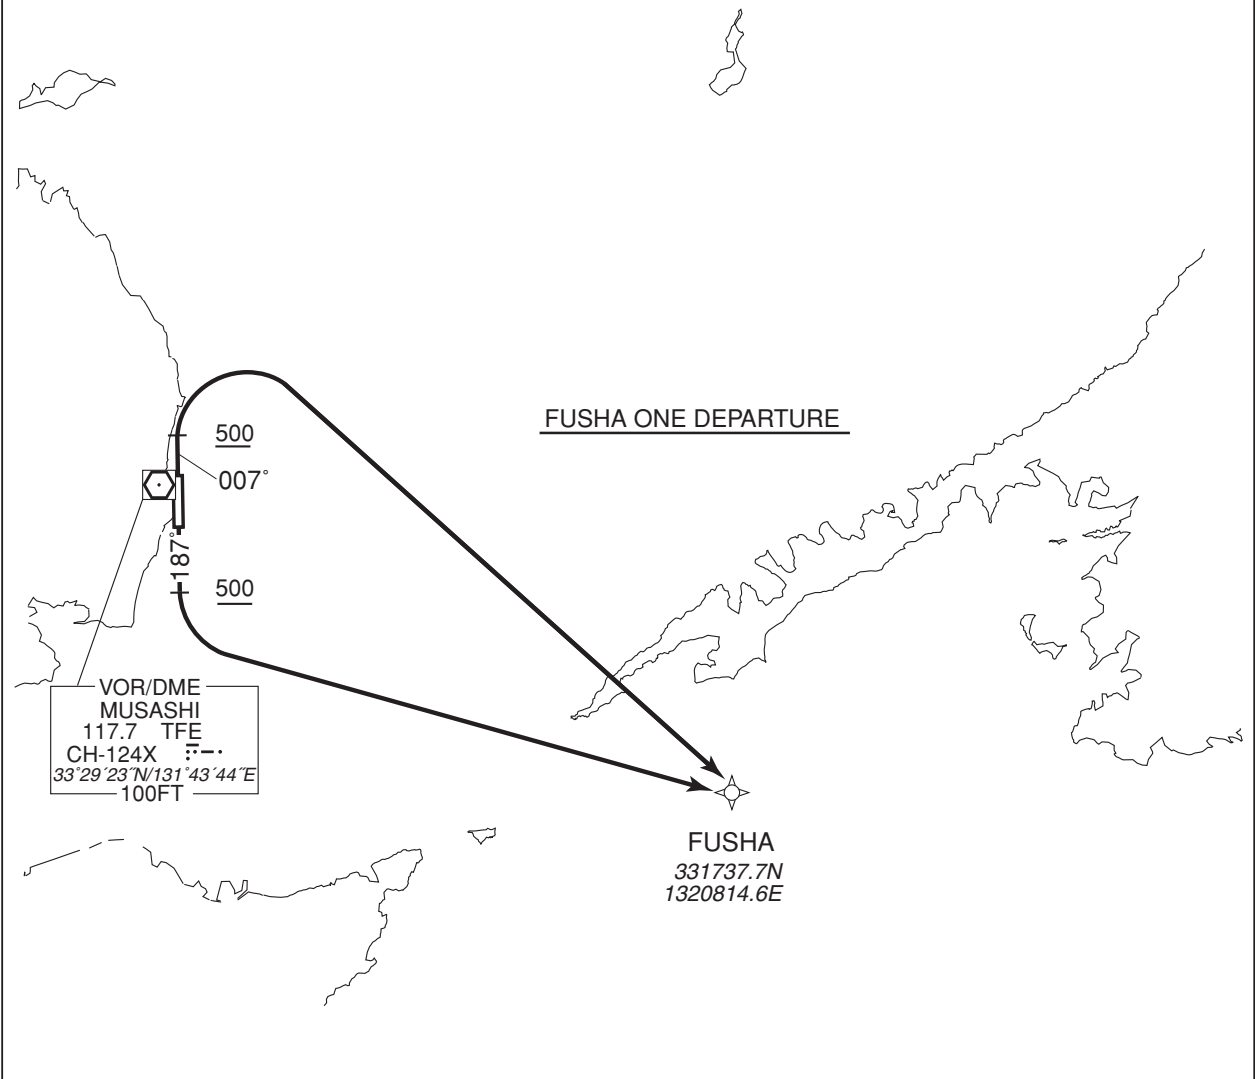 FUSHA ONE DEPARTURE
500
007°
187°
500
VOR/DME
MUSASHI
117.7 TFE
CH-124X
33°29′23″N/131°43′44″E
100FT
FUSHA
331737.7N
1320814.6E